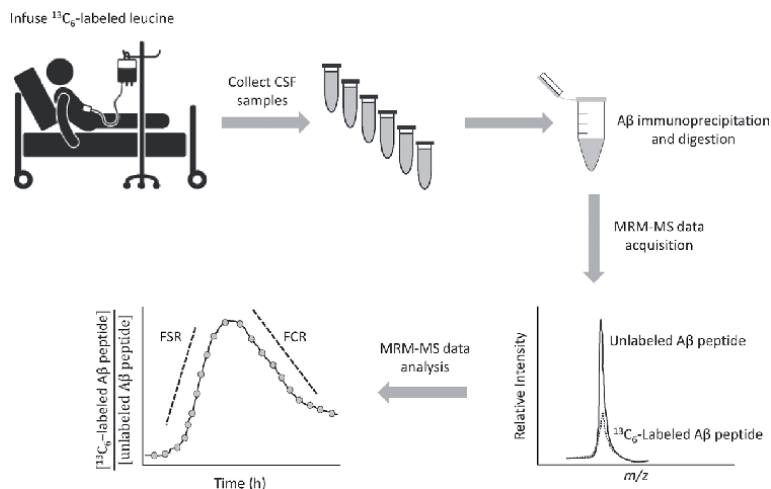 Infuse ¹³C₆-labeled leucine
Collect CSF
samples
Aβ immunoprecipitation
and digestion
MRM-MS data
acquisition
Relative Intensity
Unlabeled Aβ peptide
¹³C₆-Labeled Aβ peptide
m/z
MRM-MS data
analysis
[¹³C₆-labeled Aβ peptide]
[unlabeled Aβ peptide]
FSR
FCR
Time (h)